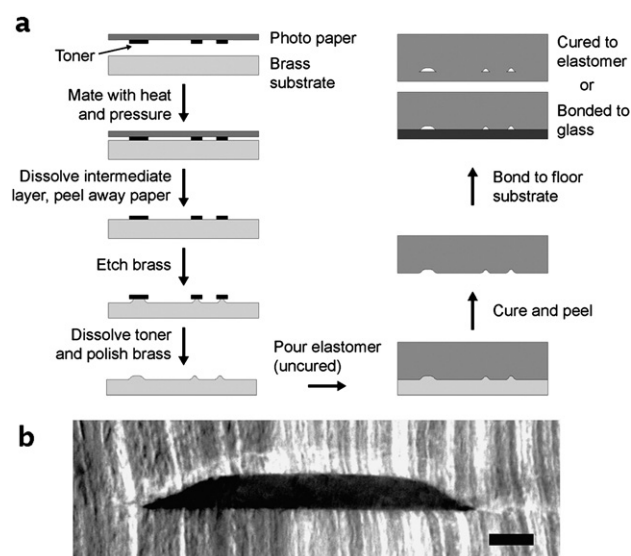 a
Toner
Photo paper
Brass
substrate
Mate with heat
and pressure
Dissolve intermediate
layer, peel away paper
Etch brass
Dissolve toner
and polish brass
Pour elastomer
(uncured)
Cure and peel
Bond to floor
substrate
Cured to
elastomer
or
Bonded to
glass
b